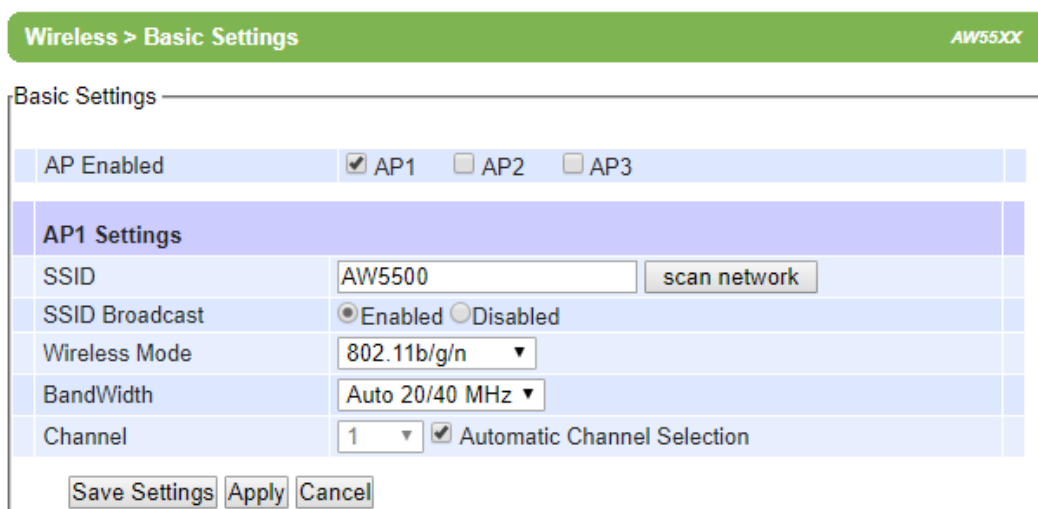 Wireless > Basic Settings AW55XX
Basic Settings
AP Enabled AP1 AP2 AP3
AP1 Settings
SSID AW5500 scan network
SSID Broadcast Enabled Disabled
Wireless Mode 802.11b/g/n
BandWidth Auto 20/40 MHz
Channel 1 Automatic Channel Selection
Save Settings Apply Cancel